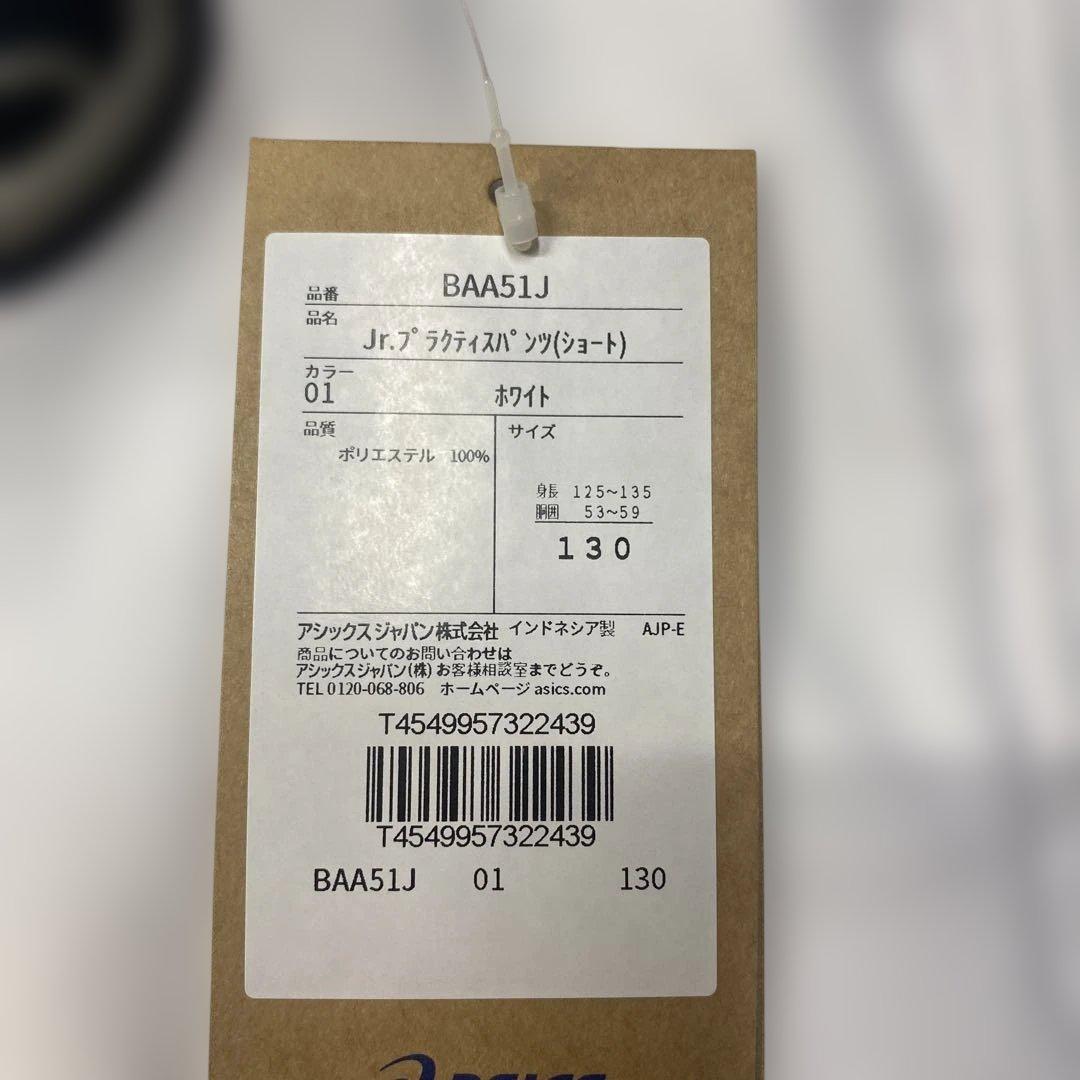 品番 BAA51J
品名
Jr.プラクティスパンツ(ショート)
カラー
01 ホワイト
品質 サイズ
ポリエステル 100%
身長 125~135
胴囲 53~59
130
アシックスジャパン株式会社 インドネシア製 AJP-E
商品についてのお問い合わせは
アシックスジャパン(株)お客様相談室までどうぞ。
TEL 0120-068-806 ホームページ asics.com
T4549957322439
T4549957322439
BAA51J 01 130
asics